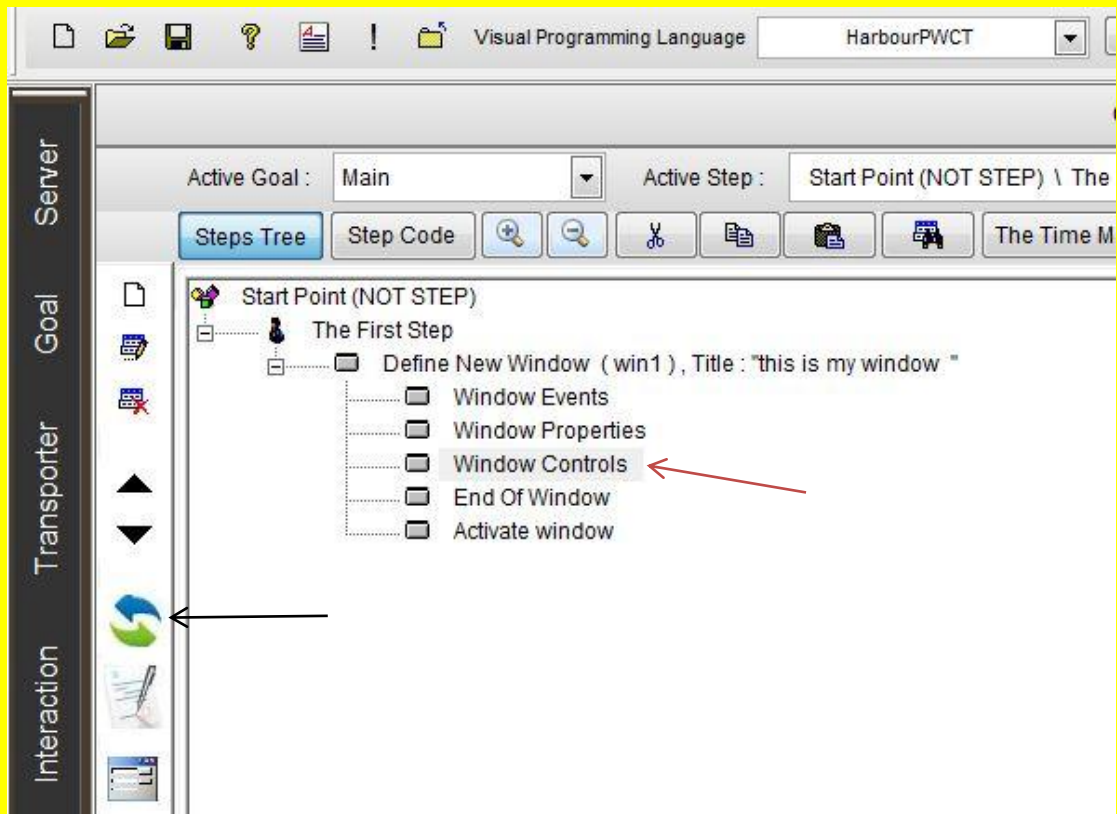 Visual Programming Language HarbourPWCT
Server
Goal
Transporter
Interaction
Active Goal : Main Active Step : Start Point (NOT STEP) \ The
Steps Tree Step Code The Time M
Start Point (NOT STEP)
The First Step
Define New Window ( win1 ) , Title : "this is my window "
Window Events
Window Properties
Window Controls
End Of Window
Activate window